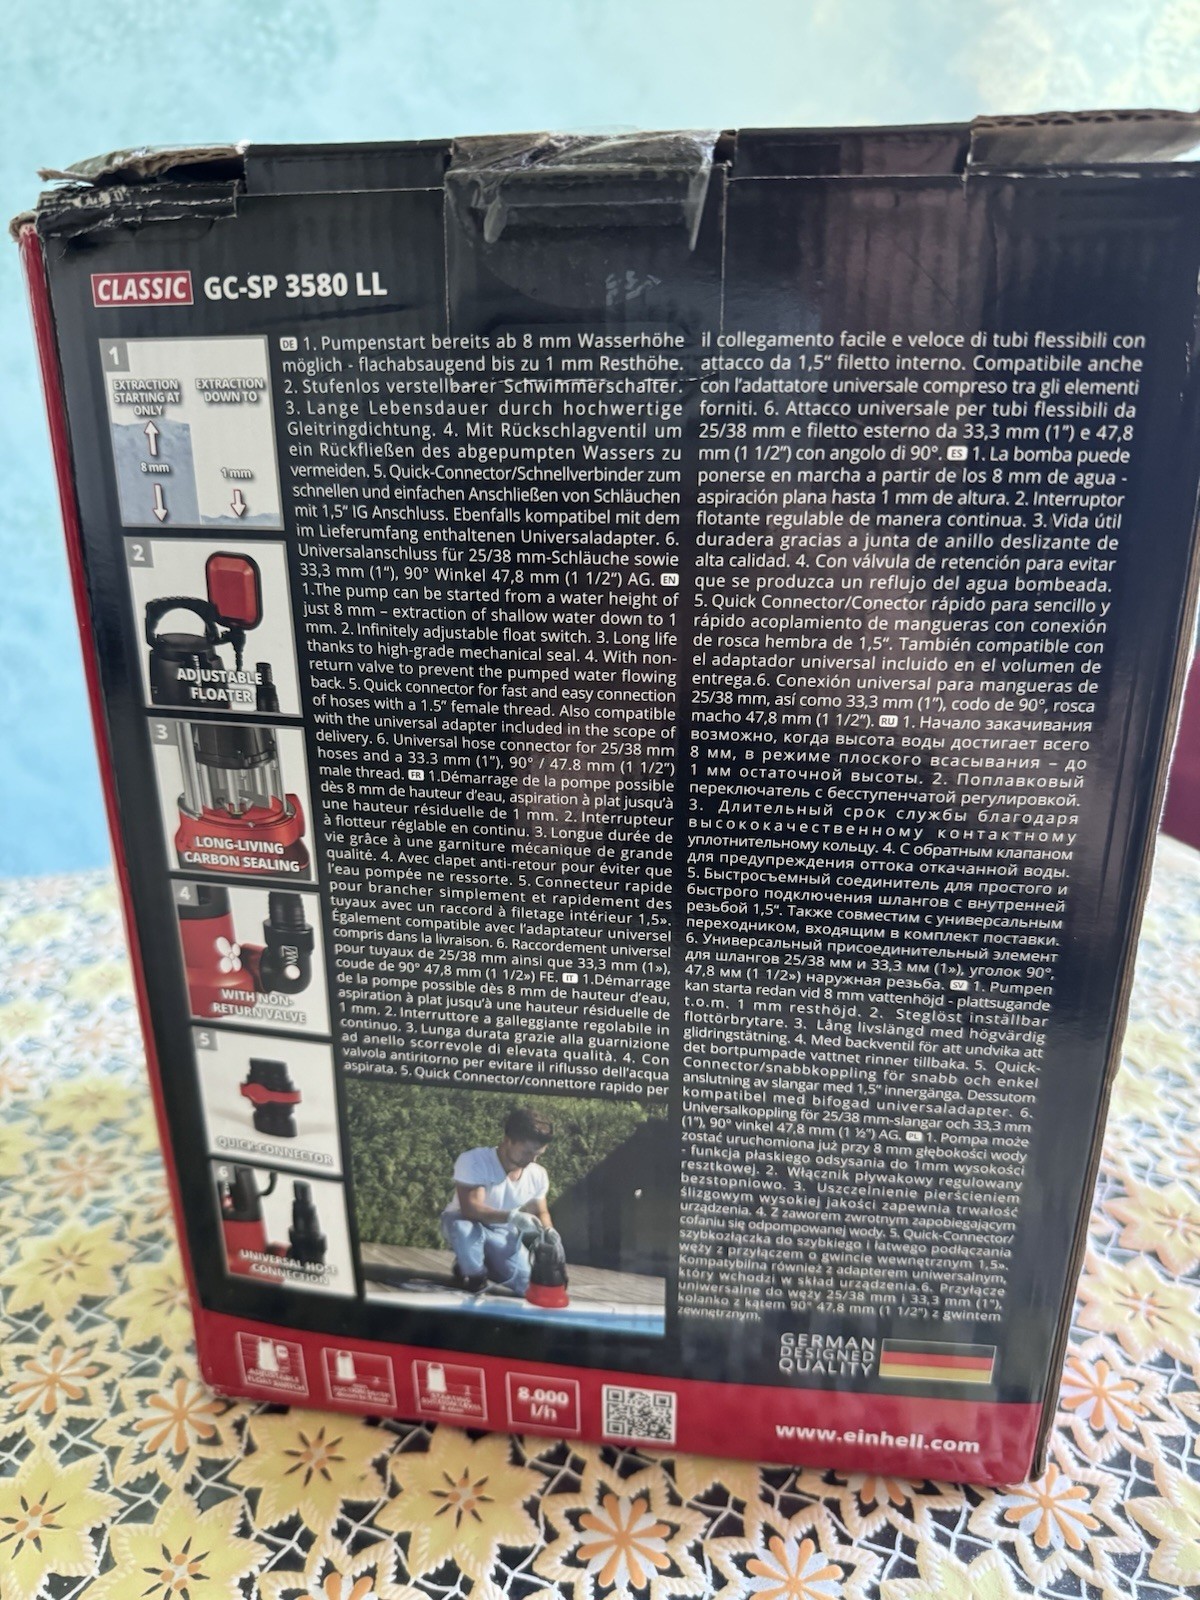 CLASSIC GC-SP 3580 LL
1
EXTRACTION
STARTING AT
ONLY
EXTRACTION
DOWN TO
8 mm
1 mm
2
ADJUSTABLE
FLOATER
3
LONG-LIVING
CARBON SEALING
4
WITH NON-
RETURN VALVE
5
QUICK-CONNECTOR
6
UNIVERSAL HOSE
CONNECTION
DE 1. Pumpenstart bereits ab 8 mm Wasserhöhe
möglich - flachabsaugend bis zu 1 mm Resthöhe.
2. Stufenlos verstellbarer Schwimmerschalter.
3. Lange Lebensdauer durch hochwertige
Gleitringdichtung. 4. Mit Rückschlagventil um
ein Rückfließen des abgepumpten Wassers zu
vermeiden. 5. Quick-Connector/Schnellverbinder zum
schnellen und einfachen Anschließen von Schläuchen
mit 1,5“ IG Anschluss. Ebenfalls kompatibel mit dem
im Lieferumfang enthaltenen Universaladapter. 6.
Universalanschluss für 25/38 mm-Schläuche sowie
33,3 mm (1“), 90° Winkel 47,8 mm (1 1/2“) AG. EN
1.The pump can be started from a water height of
just 8 mm – extraction of shallow water down to 1
mm. 2. Infinitely adjustable float switch. 3. Long life
thanks to high-grade mechanical seal. 4. With non-
return valve to prevent the pumped water flowing
back. 5. Quick connector for fast and easy connection
of hoses with a 1.5” female thread. Also compatible
with the universal adapter included in the scope of
delivery. 6. Universal hose connector for 25/38 mm
hoses and a 33.3 mm (1”), 90° / 47.8 mm (1 1/2”)
male thread. FR 1.Démarrage de la pompe possible
dès 8 mm de hauteur d’eau, aspiration à plat jusqu’à
une hauteur résiduelle de 1 mm. 2. Interrupteur
à flotteur réglable en continu. 3. Longue durée de
vie grâce à une garniture mécanique de grande
qualité. 4. Avec clapet anti-retour pour éviter que
l’eau pompée ne ressorte. 5. Connecteur rapide
pour brancher simplement et rapidement des
tuyaux avec un raccord à filetage intérieur 1,5».
Également compatible avec l’adaptateur universel
compris dans la livraison. 6. Raccordement universel
pour tuyaux de 25/38 mm ainsi que 33,3 mm (1»),
coude de 90° 47,8 mm (1 1/2») FE. IT 1.Démarrage
de la pompe possible dès 8 mm de hauteur d’eau,
aspiration à plat jusqu’à une hauteur résiduelle de
1 mm. 2. Interruttore a galleggiante regolabile in
continuo. 3. Lunga durata grazie alla guarnizione
ad anello scorrevole di elevata qualità. 4. Con
valvola antiritorno per evitare il riflusso dell’acqua
aspirata. 5. Quick Connector/connettore rapido per
il collegamento facile e veloce di tubi flessibili con
attacco da 1,5“ filetto interno. Compatibile anche
con l’adattatore universale compreso tra gli elementi
forniti. 6. Attacco universale per tubi flessibili da
25/38 mm e filetto esterno da 33,3 mm (1”) e 47,8
mm (1 1/2”) con angolo di 90°. ES 1. La bomba puede
ponerse en marcha a partir de los 8 mm de agua -
aspiración plana hasta 1 mm de altura. 2. Interruptor
flotante regulable de manera continua. 3. Vida útil
duradera gracias a junta de anillo deslizante de
alta calidad. 4. Con válvula de retención para evitar
que se produzca un reflujo del agua bombeada.
5. Quick Connector/Conector rápido para sencillo y
rápido acoplamiento de mangueras con conexión
de rosca hembra de 1,5“. También compatible con
el adaptador universal incluido en el volumen de
entrega.6. Conexión universal para mangueras de
25/38 mm, así como 33,3 mm (1”), codo de 90°, rosca
macho 47,8 mm (1 1/2”). RU 1. Начало закачивания
возможно, когда высота воды достигает всего
8 мм, в режиме плоского всасывания – до
1 мм остаточной высоты. 2. Поплавковый
переключатель с бесступенчатой регулировкой.
3. Длительный срок службы благодаря
высококачественному контактному
уплотнительному кольцу. 4. С обратным клапаном
для предупреждения оттока откачанной воды.
5. Быстросъемный соединитель для простого и
быстрого подключения шлангов с внутренней
резьбой 1,5“. Также совместим с универсальным
переходником, входящим в комплект поставки.
6. Универсальный присоединительный элемент
для шлангов 25/38 мм и 33,3 мм (1»), уголок 90°,
47,8 мм (1 1/2») наружная резьба. SV 1. Pumpen
kan starta redan vid 8 mm vattenhöjd - plattsugande
t.o.m. 1 mm resthöjd. 2. Steglöst inställbar
flottörbrytare. 3. Lång livslängd med högvärdig
glidringstätning. 4. Med backventil för att undvika att
det bortpumpade vattnet rinner tillbaka. 5. Quick-
Connector/snabbkoppling för snabb och enkel
anslutning av slangar med 1,5“ innergänga. Dessutom
kompatibel med bifogad universaladapter. 6.
Universalkoppling för 25/38 mm-slangar och 33,3 mm
(1”), 90° vinkel 47,8 mm (1 ½”) AG. PL 1. Pompa może
zostać uruchomiona już przy 8 mm głębokości wody
- funkcja płaskiego odsysania do 1mm wysokości
resztkowej. 2. Włącznik pływakowy regulowany
bezstopniowo. 3. Uszczelnienie pierścieniem
ślizgowym wysokiej jakości zapewnia trwałość
urządzenia. 4. Z zaworem zwrotnym zapobiegającym
cofaniu się odpompowanej wody. 5. Quick-Connector/
szybkozłączka do szybkiego i łatwego podłączania
węży z przyłączem o gwincie wewnętrznym 1,5».
Kompatybilna również z adapterem uniwersalnym,
który wchodzi w skład urządzenia.6. Przyłącze
uniwersalne do węży 25/38 mm i 33,3 mm (1”),
kolanko z kątem 90° 47,8 mm (1 1/2”) z gwintem
zewnętrznym.
GERMAN
DESIGNED
QUALITY
ADJUSTABLE
8.000
l/h
www.einhell.com